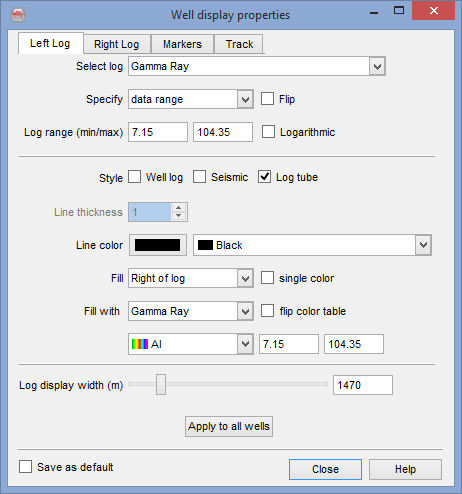 Well display properties
Left Log Right Log Markers Track
Select log Gamma Ray
Specify data range Flip
Log range (min/max) 7.15 104.35 Logarithmic
Style Well log Seismic Log tube
Line thickness 1
Line color Black
Fill Right of log single color
Fill with Gamma Ray flip color table
AI 7.15 104.35
Log display width (m) 1470
Apply to all wells
Save as default Close Help